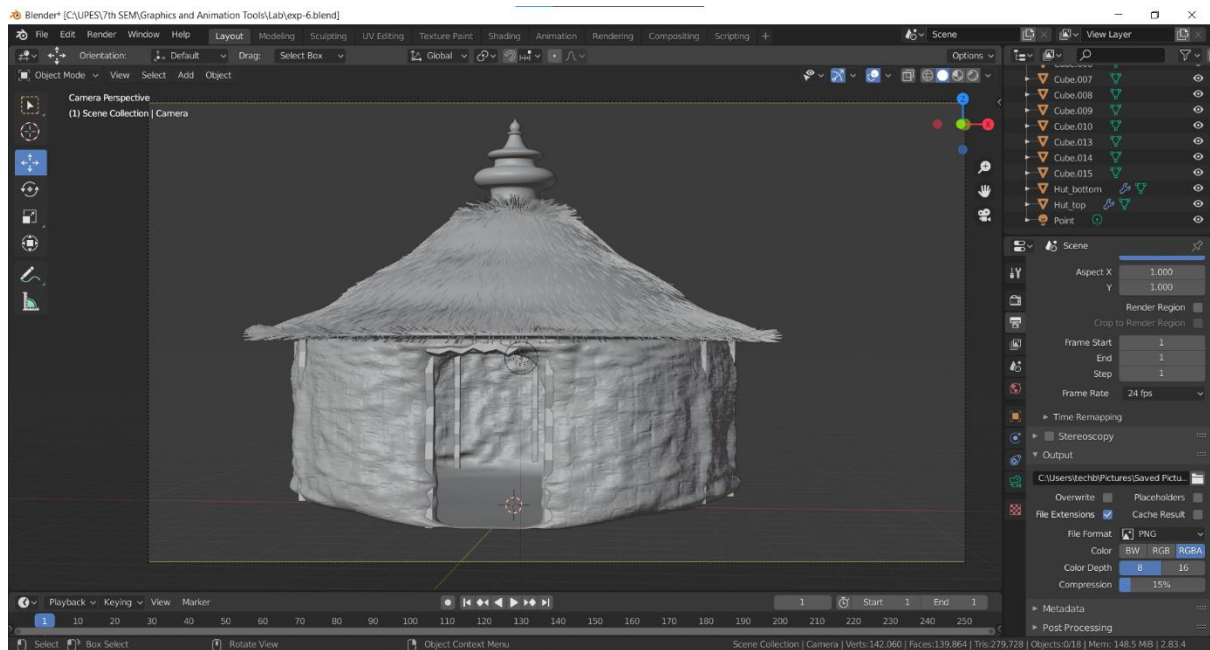 Blender* [C:\UPES\7th SEM\Graphics and Animation Tools\Lab\exp-6.blend]
File Edit Render Window Help Layout Modeling Sculpting UV Editing Texture Paint Shading Animation Rendering Compositing Scripting + Scene View Layer
Orientation: Default Drag: Select Box Global Options
Object Mode View Select Add Object
Camera Perspective
(1) Scene Collection | Camera
X
Z
Cube.007
Cube.008
Cube.009
Cube.010
Cube.013
Cube.014
Cube.015
Hut_bottom
Hut_top
Point
Scene
Aspect X 1.000
Y 1.000
Render Region
Crop to Render Region
Frame Start 1
End 1
Step 1
Frame Rate 24 fps
Time Remapping
Stereoscopy
Output
C:\Users\techb\Pictures\Saved Pictu...
Overwrite Placeholders
File Extensions Cache Result
File Format PNG
Color BW RGB RGBA
Color Depth 8 16
Compression 15%
Metadata
Post Processing
Playback Keying View Marker 1 Start 1 End 1
1 10 20 30 40 50 60 70 80 90 100 110 120 130 140 150 160 170 180 190 200 210 220 230 240 250
Select Box Select Rotate View Object Context Menu Scene Collection | Camera | Verts:142,060 | Faces:139,864 | Tris:279,728 | Objects:0/18 | Mem: 148.5 MiB | 2.83.4